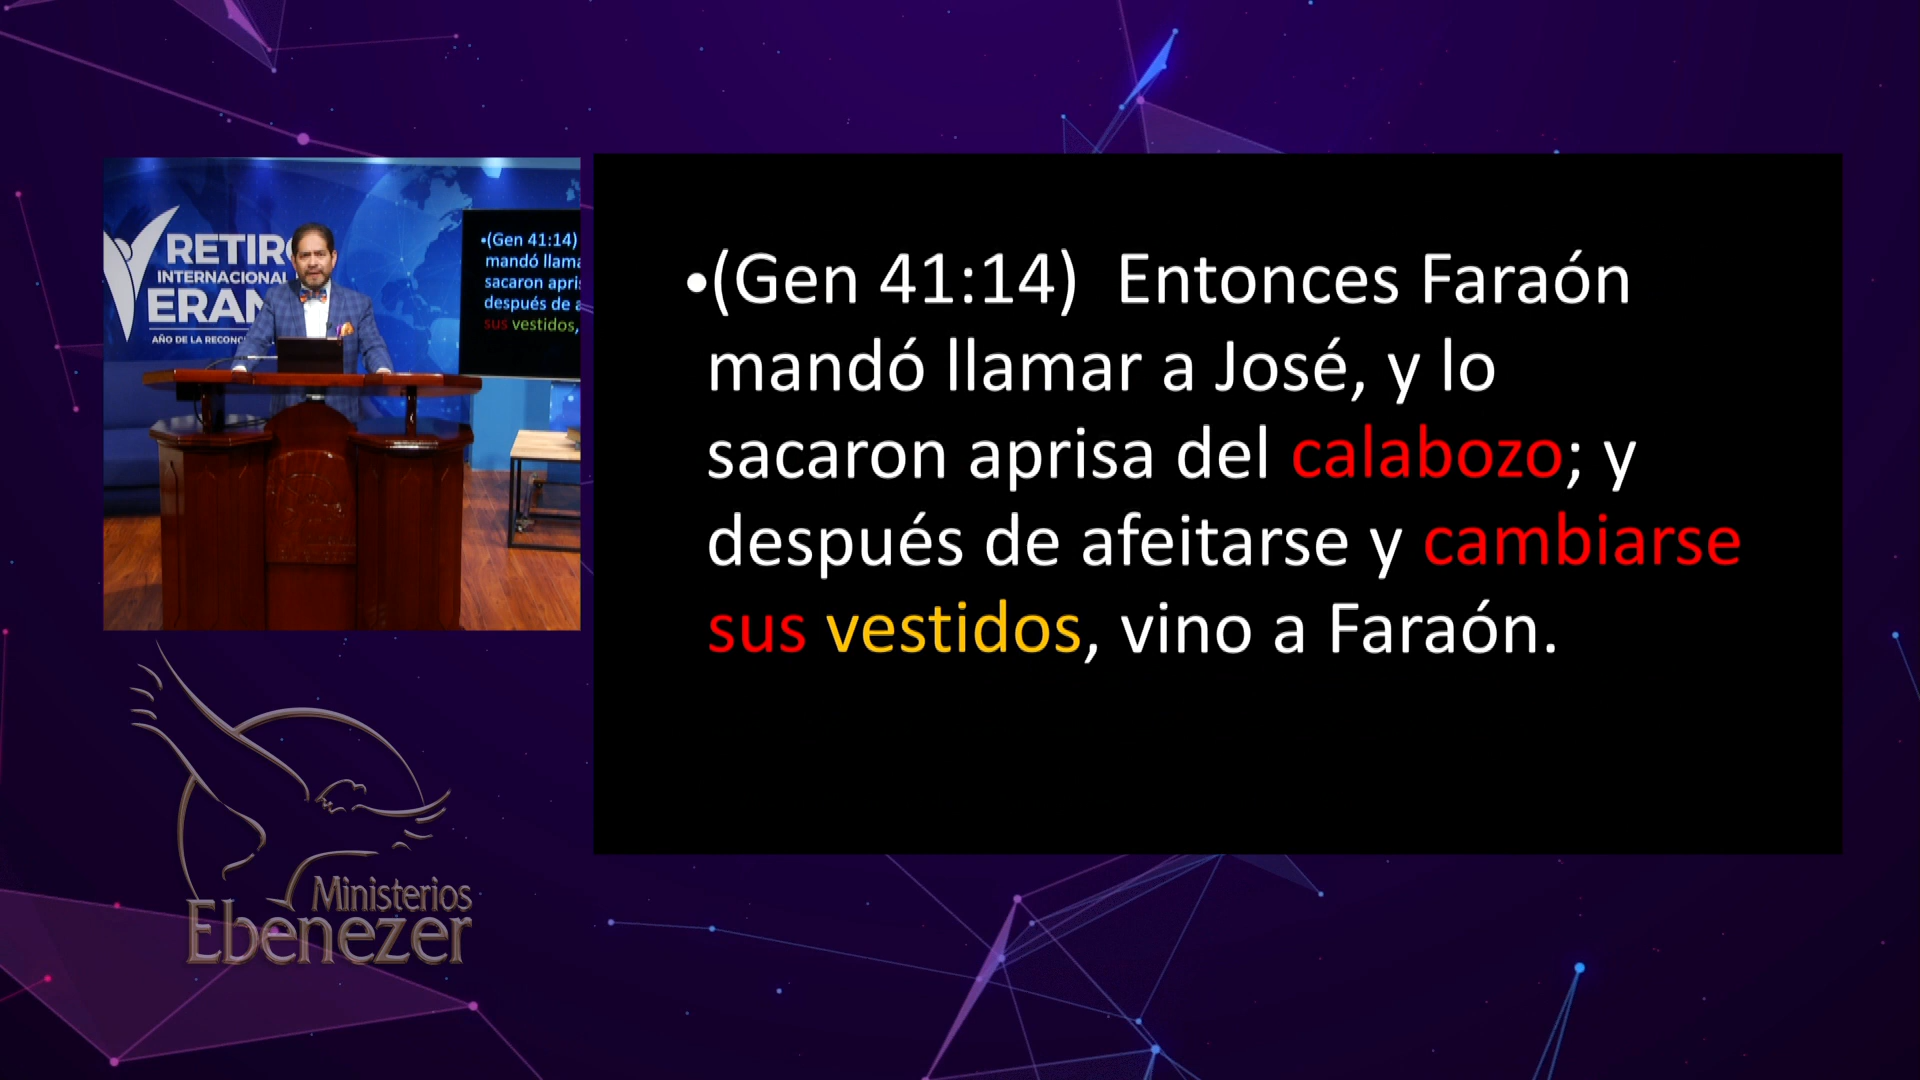 RETIR
INTERNACIONAL
ERAN
AÑO DE LA RECONC
•(Gen 41:14)
mandó llama
sacaron apri
después de a
sus vestidos,
•(Gen 41:14) Entonces Faraón
mandó llamar a José, y lo
sacaron aprisa del calabozo; y
después de afeitarse y cambiarse
sus vestidos, vino a Faraón.
Ministerios
Ebenezer